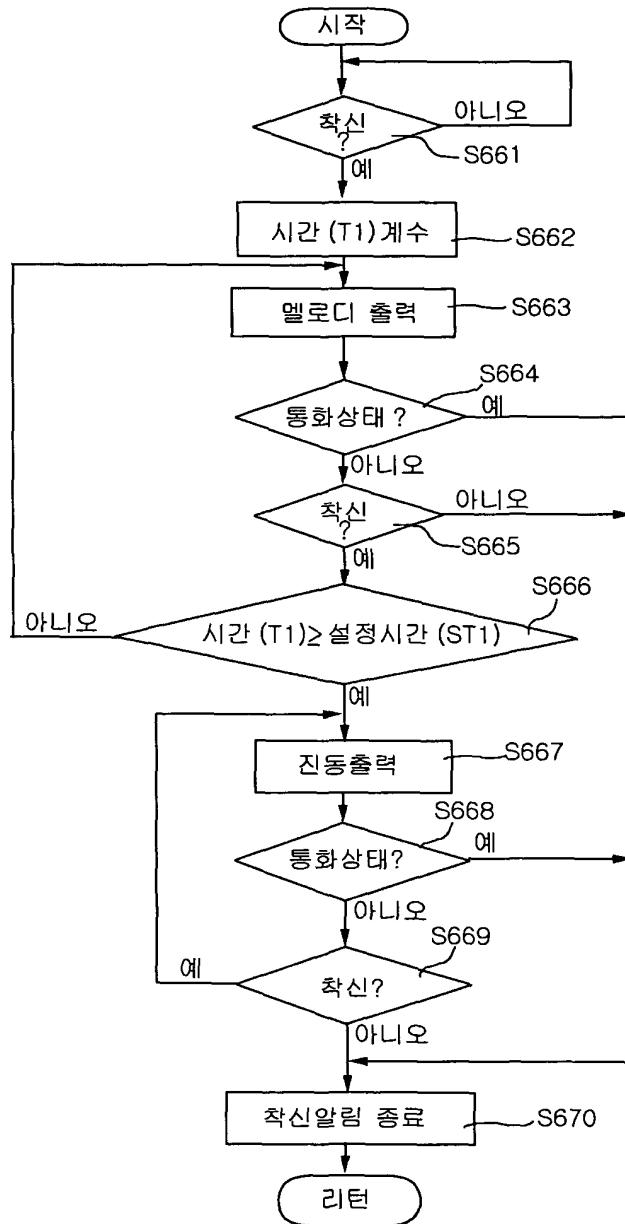 시작
착신
?
아니오
S661
예
시간 (T1) 계수
S662
멜로디 출력
S663
S664
통화상태 ?
예
아니오
착신
?
아니오
S665
예
S666
시간 (T1)≥ 설정시간 (ST1)
아니오
예
진동출력
S667
S668
통화상태?
예
아니오
S669
예
착신?
아니오
착신알림 종료
S670
리턴